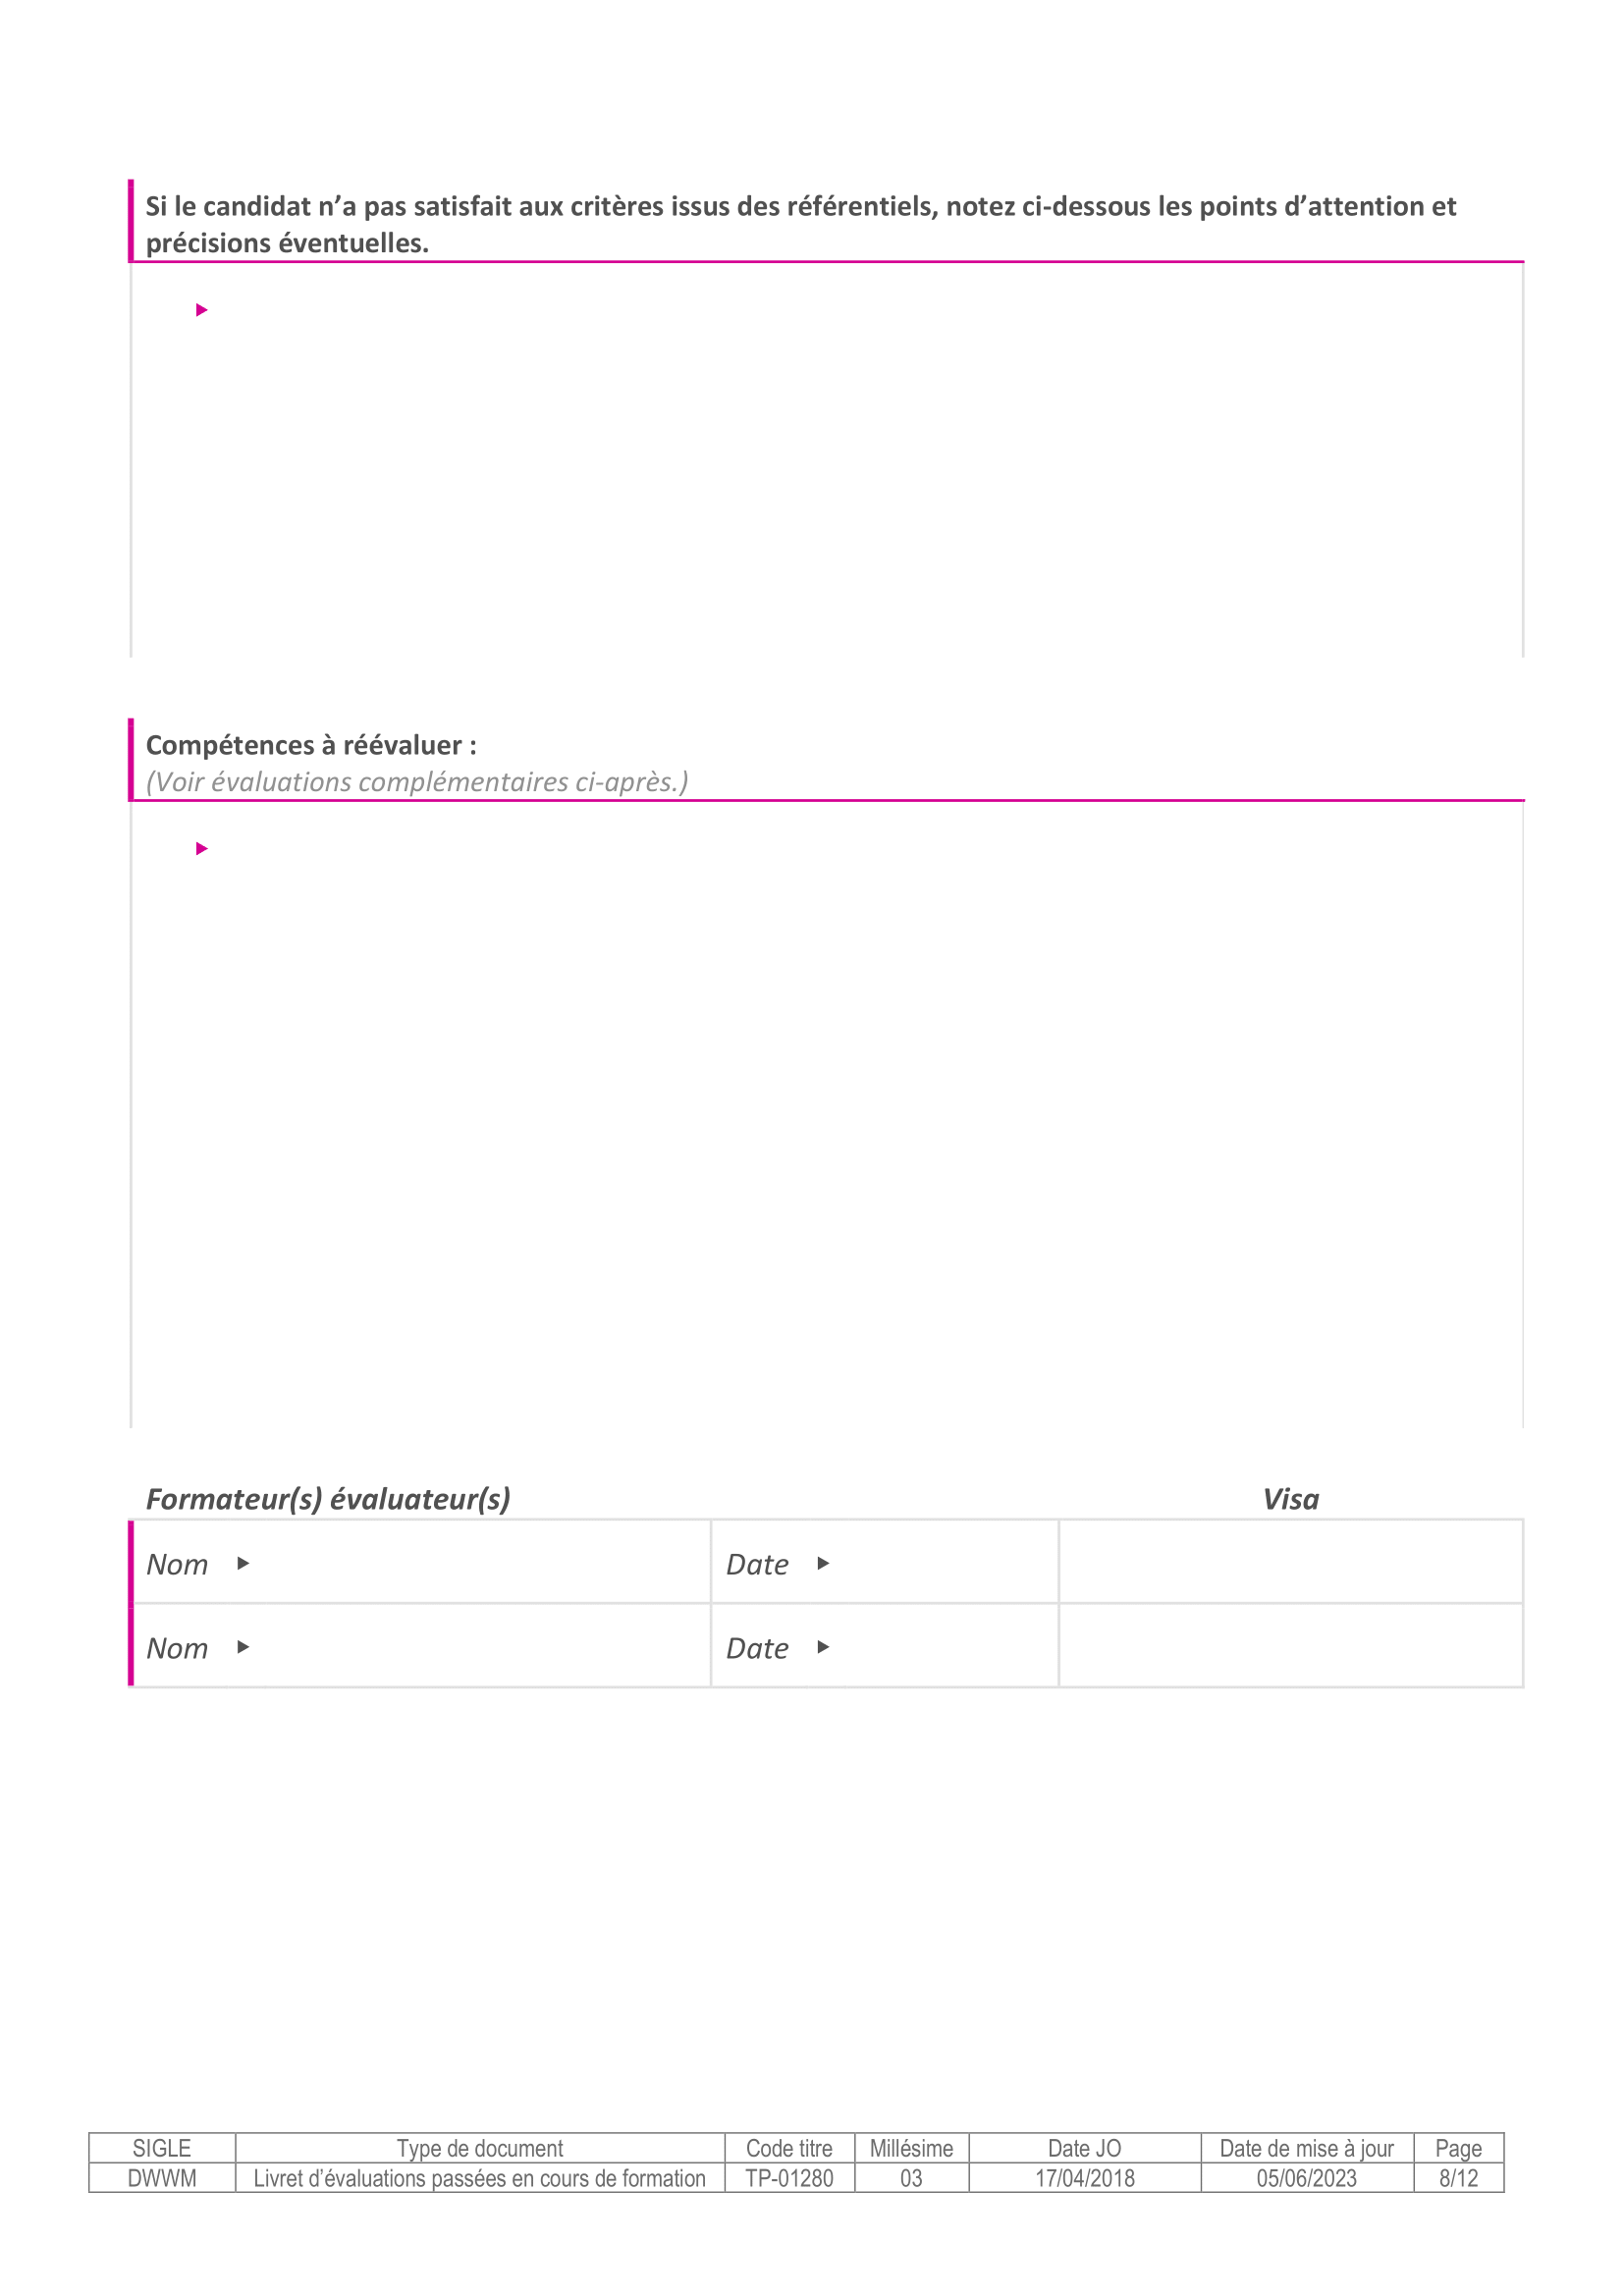 Si le candidat n’a pas satisfait aux critères issus des référentiels, notez ci-dessous les points d’attention et
précisions éventuelles.
Compétences à réévaluer :
(Voir évaluations complémentaires ci-après.)
Formateur(s) évaluateur(s) Visa
Nom Date
Nom Date
SIGLE Type de document Code titre Millésime Date JO Date de mise à jour Page
DWWM Livret d’évaluations passées en cours de formation TP-01280 03 17/04/2018 05/06/2023 8/12